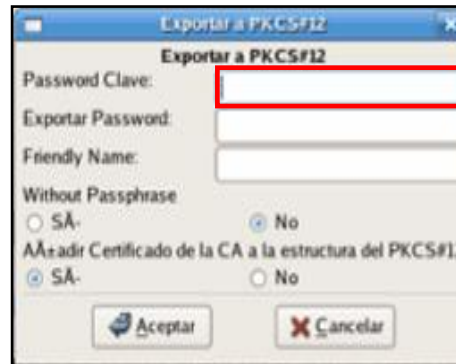 Exportar a PKCS#12
Exportar a PKCS#12
Password Clave:
Exportar Password:
Friendly Name:
Without Passphrase
SÃ- No
AÃ±adir Certificado de la CA a la estructura del PKCS#12
SÃ- No
Aceptar Cancelar